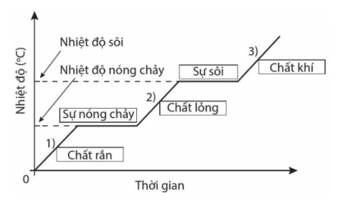 Nhiệt độ (ºC)
Nhiệt độ sôi
Nhiệt độ nóng chảy
3)
Sự sôi
Chất khí
2)
Sự nóng chảy
Chất lỏng
1)
Chất rắn
0
Thời gian